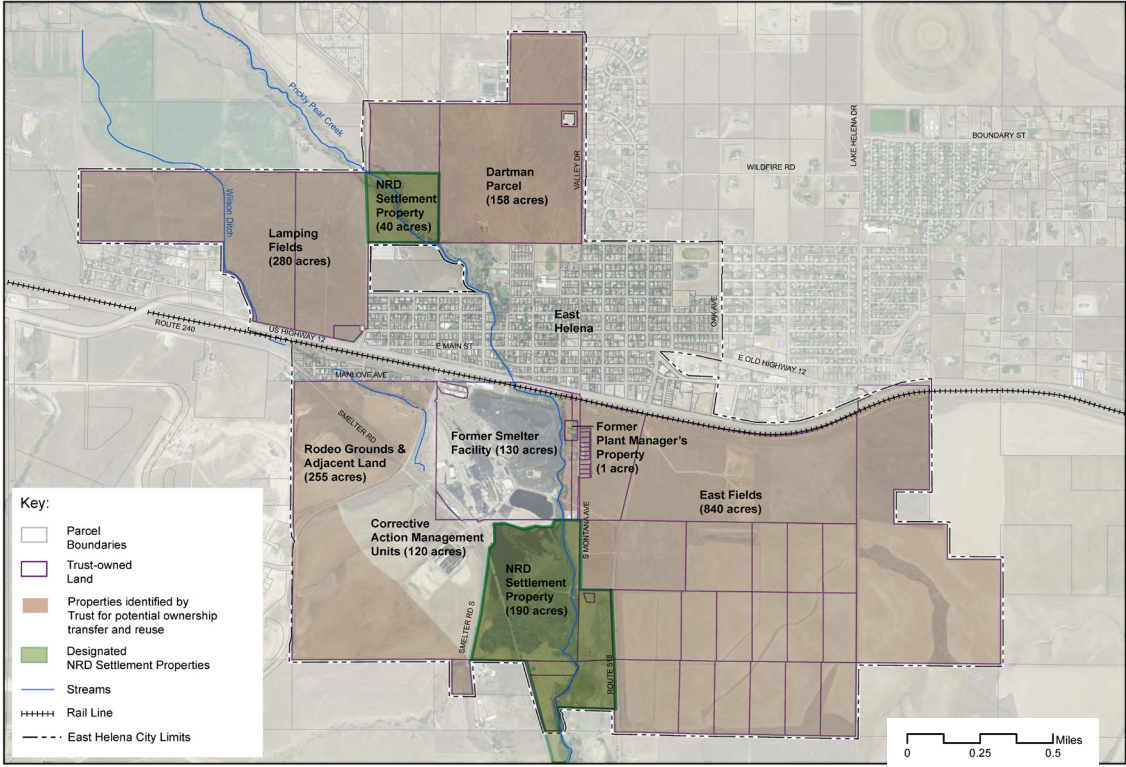 Prickly Pear Creek
LAKE HELENA DR
BOUNDARY ST
WILDFIRE RD
VALLEY DR
Dartman
Parcel
(158 acres)
NRD
Settlement
Property
(40 acres)
Wilson Ditch
Lamping
Fields
(280 acres)
East
Helena
OAK AVE
ROUTE 240
US HIGHWAY 12
E MAIN ST
E OLD HIGHWAY 12
MANLOVE AVE
SMELTER RD
Former Smelter
Facility (130 acres)
Former
Plant Manager's
Property
(1 acre)
Rodeo Grounds &
Adjacent Land
(255 acres)
East Fields
(840 acres)
Corrective
Action Management
Units (120 acres)
S MONTANA AVE
NRD
Settlement
Property
(190 acres)
SMELTER RD S
ROUTE 518
Key:
Parcel
Boundaries
Trust-owned
Land
Properties identified by
Trust for potential ownership
transfer and reuse
Designated
NRD Settlement Properties
Streams
Rail Line
East Helena City Limits
Miles
0 0.25 0.5